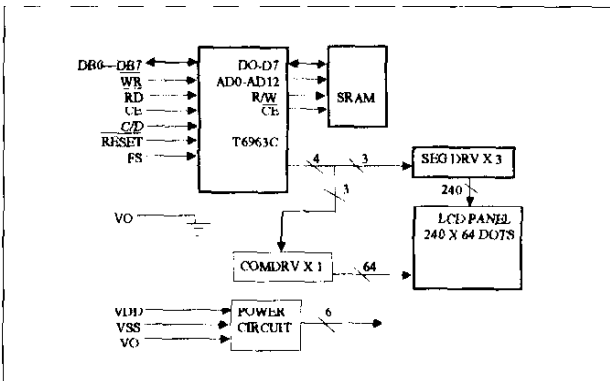 DB0—DB7
WR
RD
CE
C/D
RESET
FS
DO-D7
AD0-AD12
R/W
CE
T6963C
SRAM
4
3
SEG DRV X 3
3
240
VO
LCD PANEL
240 X 64 DOTS
COMDRV X 1
64
VDD
VSS
VO
POWER
CIRCUIT
6